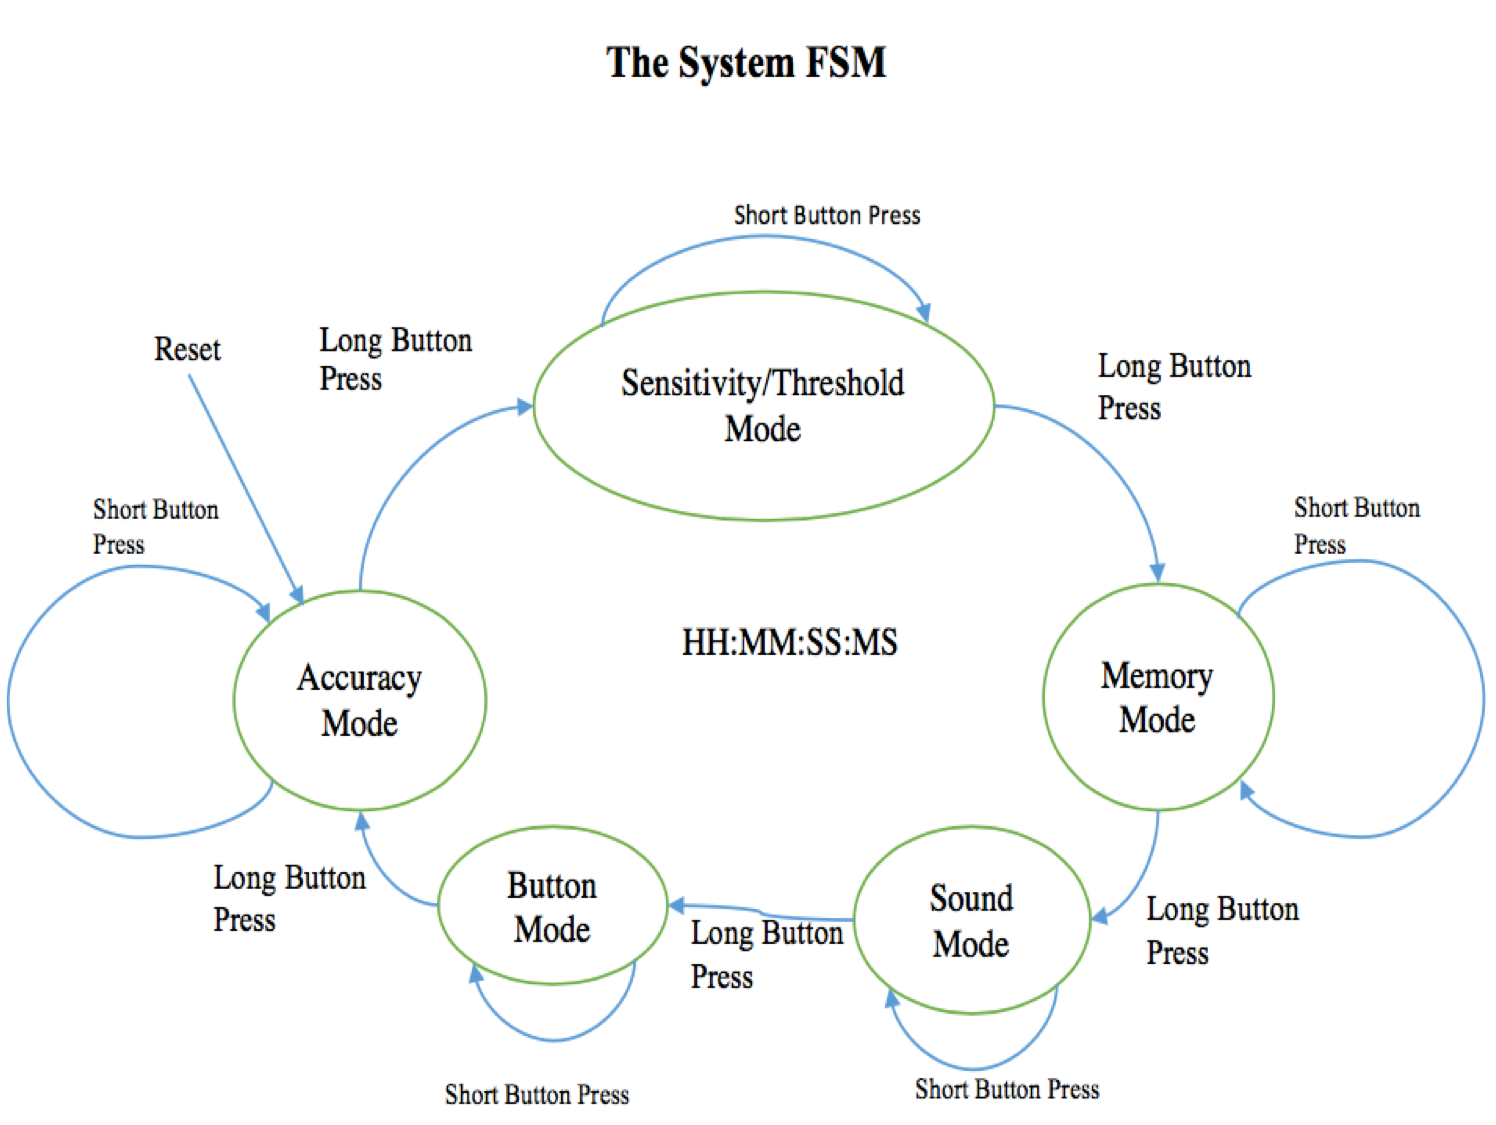 The System FSM
Short Button Press
Reset
Long Button
Press
Sensitivity/Threshold
Mode
Long Button
Press
Short Button
Press
Short Button
Press
HH:MM:SS:MS
Accuracy
Mode
Memory
Mode
Long Button
Press
Button
Mode
Long Button
Press
Sound
Mode
Long Button
Press
Short Button Press
Short Button Press